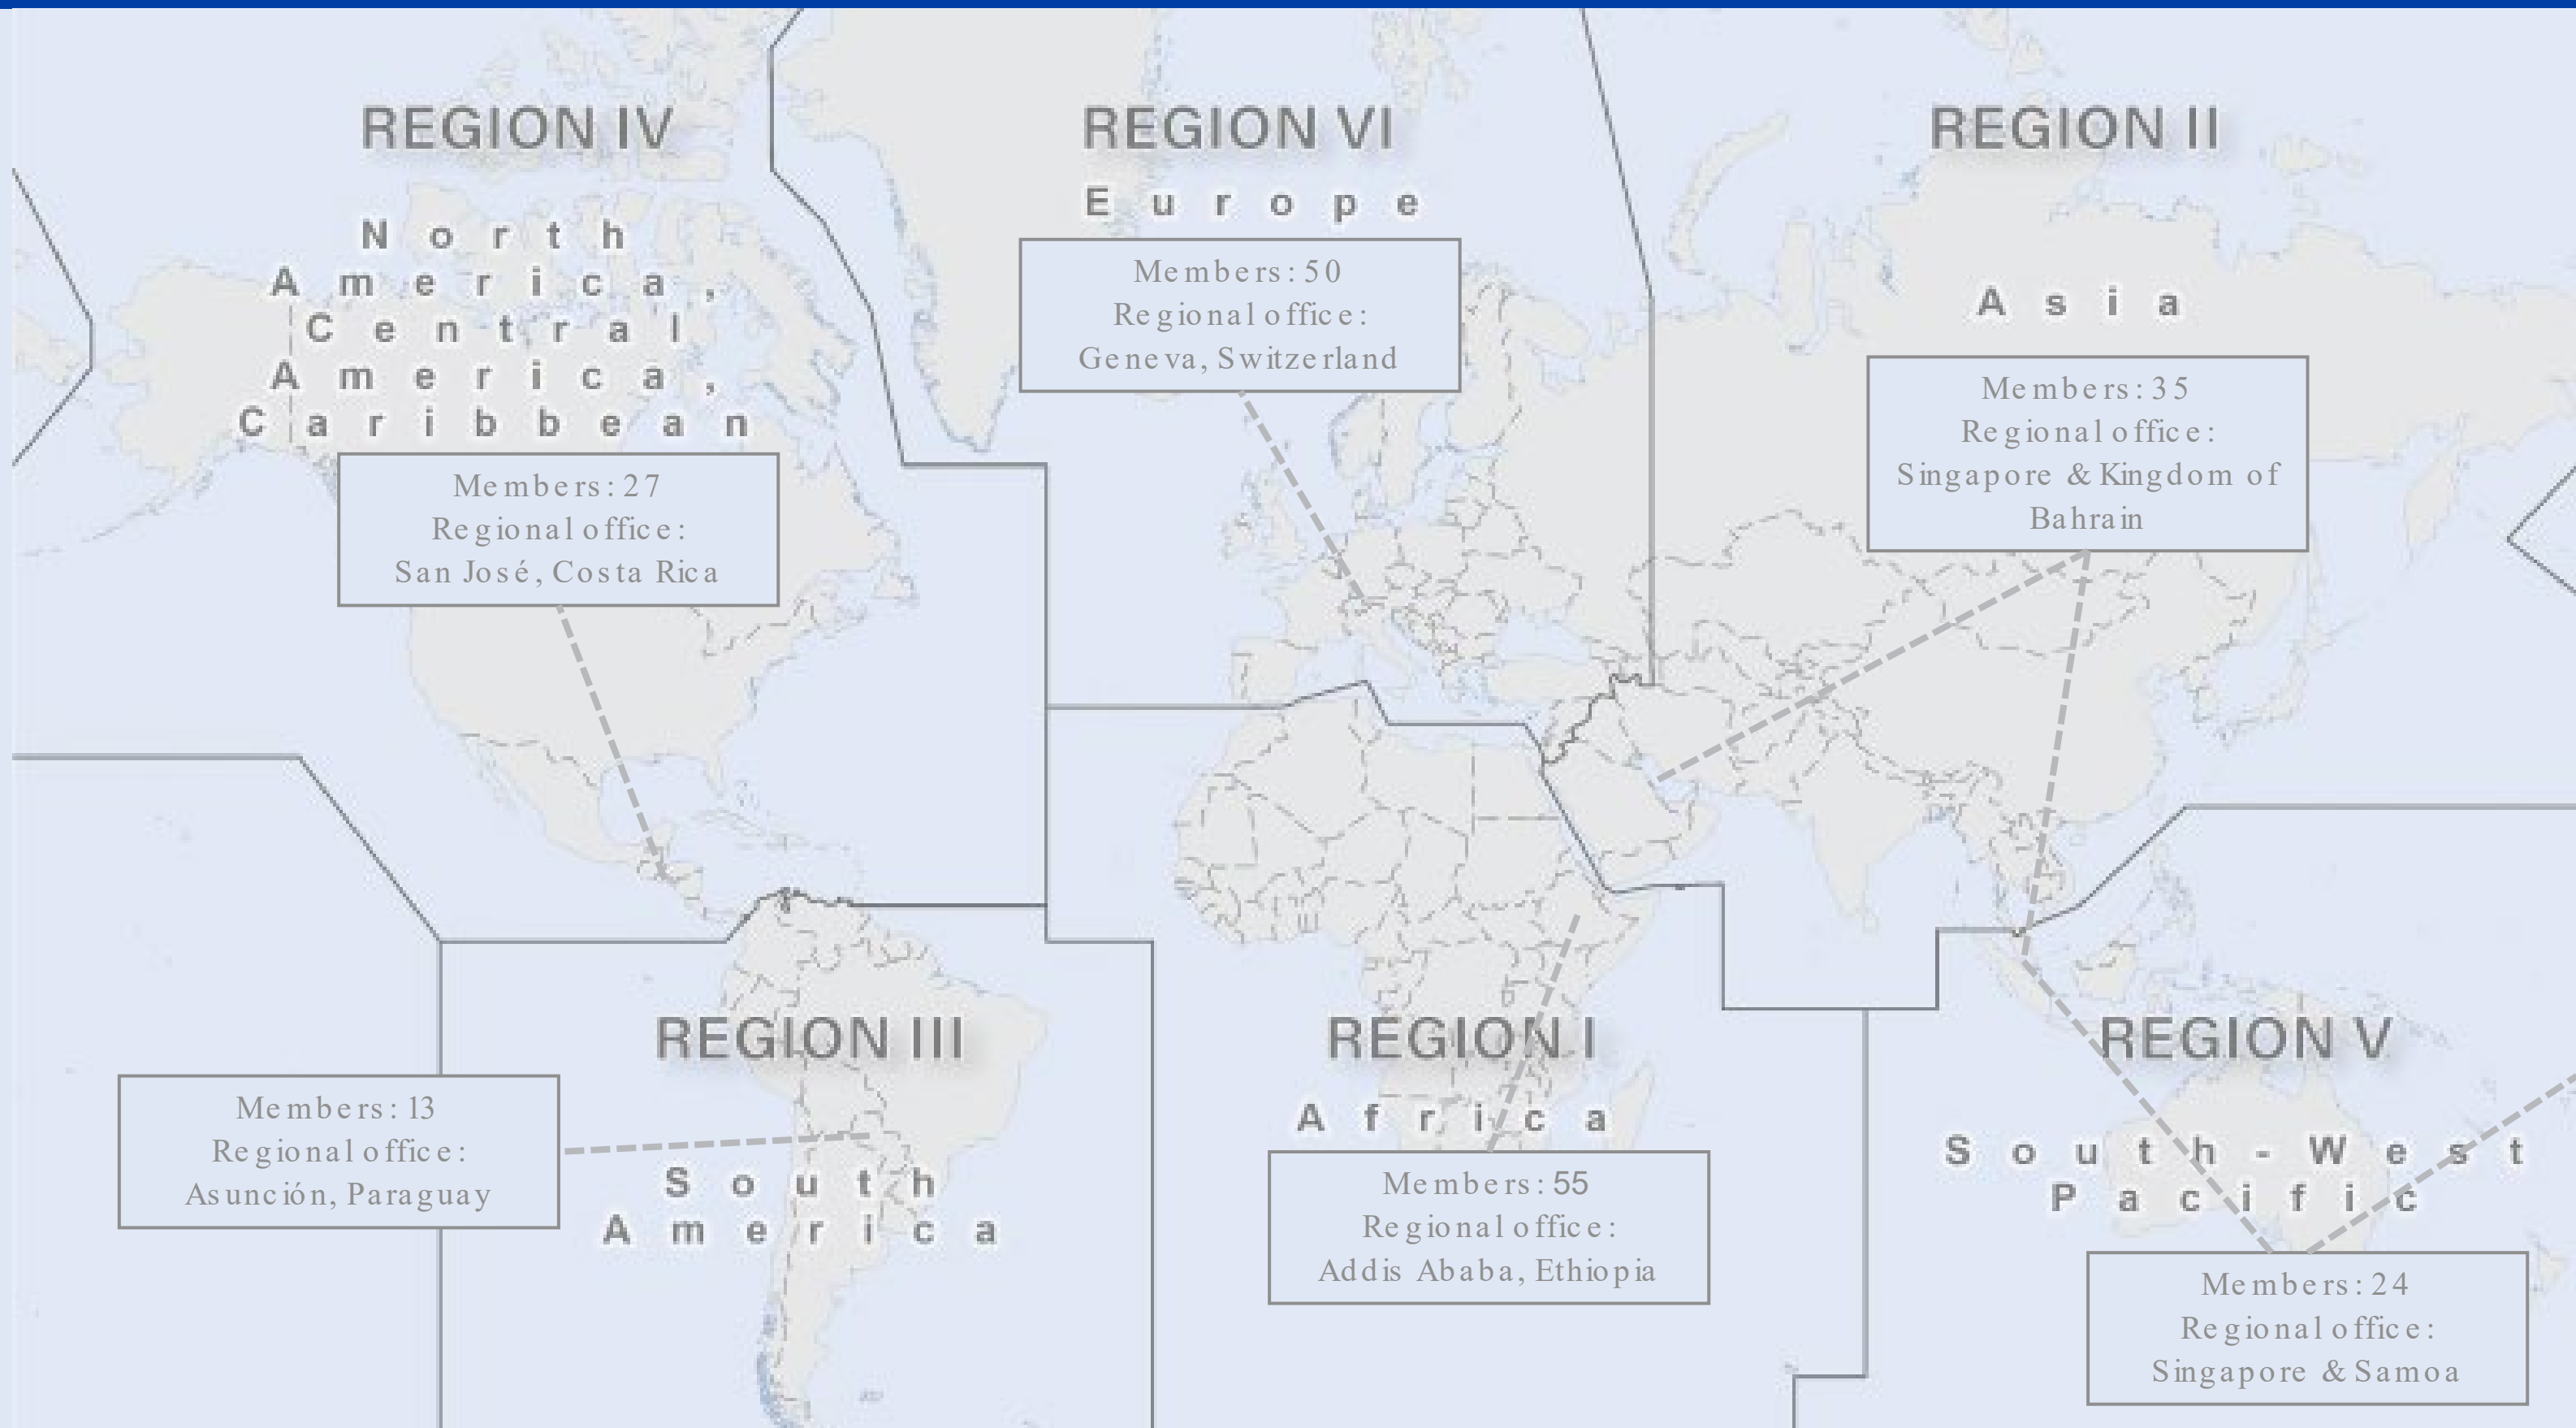 REGION IV
North
America,
Central
America,
Caribbean
Members: 27
Regional office:
San José, Costa Rica
REGION VI
Europe
Members: 50
Regional office:
Geneva, Switzerland
REGION II
Asia
Members: 35
Regional office:
Singapore & Kingdom of
Bahrain
REGION III
South
America
Members: 13
Regional office:
Asunción, Paraguay
REGION I
Africa
Members: 55
Regional office:
Addis Ababa, Ethiopia
REGION V
South-West
Pacific
Members: 24
Regional office:
Singapore & Samoa